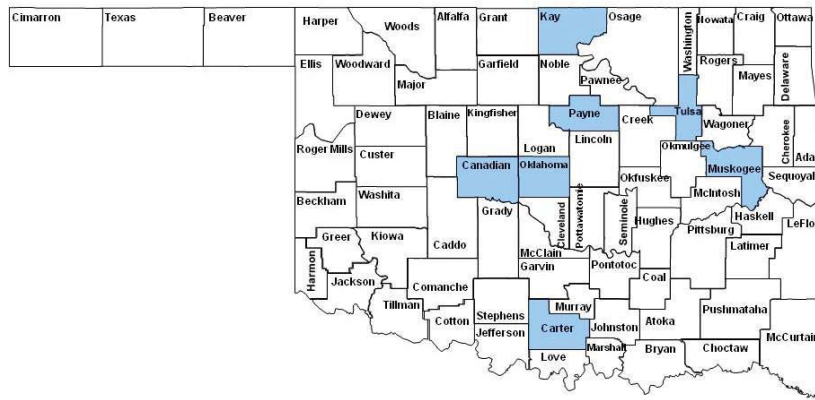 Cimarron
Texas
Beaver
Harper
Woods
Alfalfa
Grant
Kay
Osage
Washington
Nowata
Craig
Ottawa
Ellis
Woodward
Major
Garfield
Noble
Pawnee
Rogers
Mayes
Delaware
Dewey
Blaine
Kingfisher
Logan
Payne
Creek
Tulsa
Wagoner
Cherokee
Ada
Roger Mills
Custer
Canadian
Oklahoma
Lincoln
Okmulgee
Okfuskee
Muskogee
Sequoyal
McIntosh
Beckham
Washita
Grady
Cleveland
Pottawatomie
Seminole
Hughes
Haskell
Pittsburg
LeFlo
Greer
Kiowa
Caddo
McClain
Latimer
Harmon
Jackson
Comanche
Garvin
Pontotoc
Coal
Tillman
Cotton
Stephens
Murray
Johnston
Atoka
Pushmataha
Jefferson
Carter
Marshall
McCurtain
Love
Bryan
Choctaw